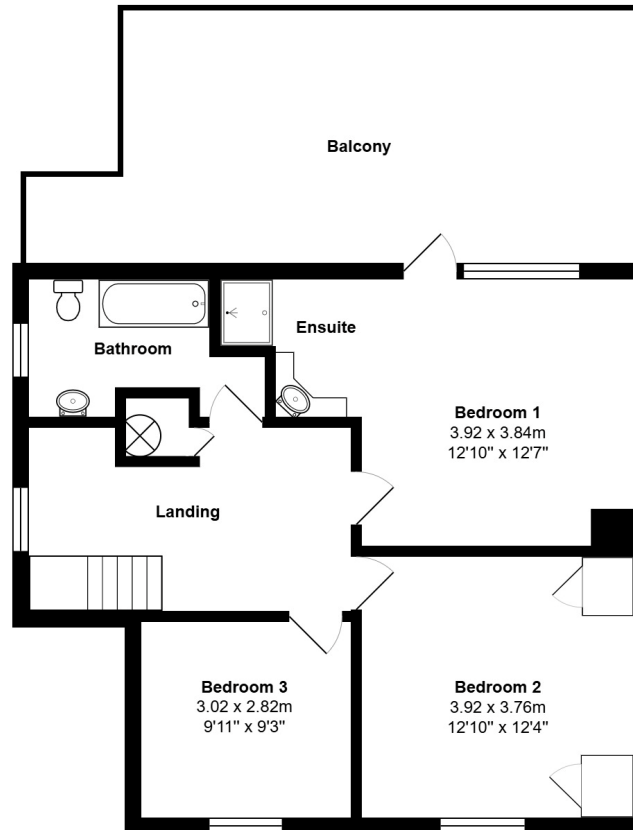 Balcony
Ensuite
Bathroom
Bedroom 1
3.92 x 3.84m
12'10" x 12'7"
Landing
Bedroom 3
3.02 x 2.82m
9'11" x 9'3"
Bedroom 2
3.92 x 3.76m
12'10" x 12'4"